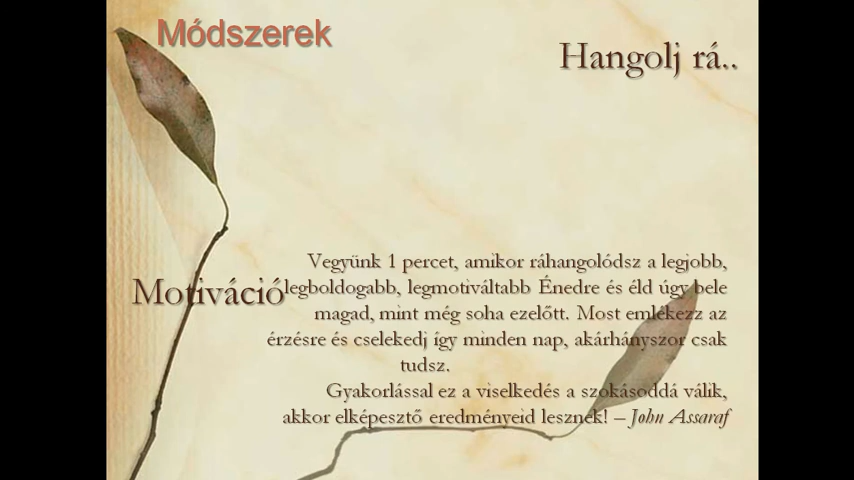 Módszerek
Hangolj rá..
Motiváció
Vegyünk 1 percet, amikor ráhangolódsz a legjobb,
legboldogabb, legmotiváltabb Énedre és éld úgy bele
magad, mint még soha ezelőtt. Most emlékezz az
érzésre és cselekedj így minden nap, akárhányszor csak
tudsz.
Gyakorlással ez a viselkedés a szokásoddá válik,
akkor elképesztő eredményeid lesznek! – John Assaraf